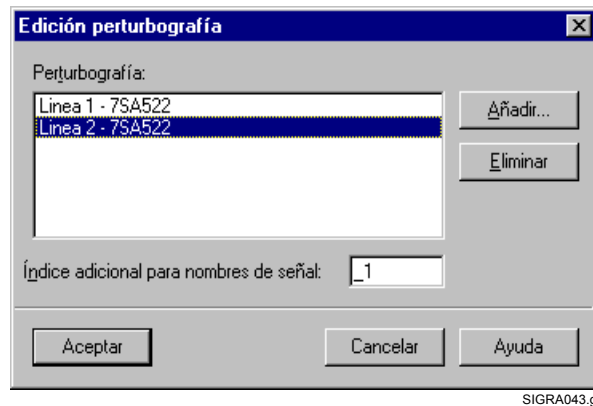 Edición perturbografía
Perturbografía:
Linea 1 - 7SA522
Linea 2 - 7SA522
Añadir...
Eliminar
Índice adicional para nombres de señal:
_1
Aceptar
Cancelar
Ayuda
SIGRA043.g